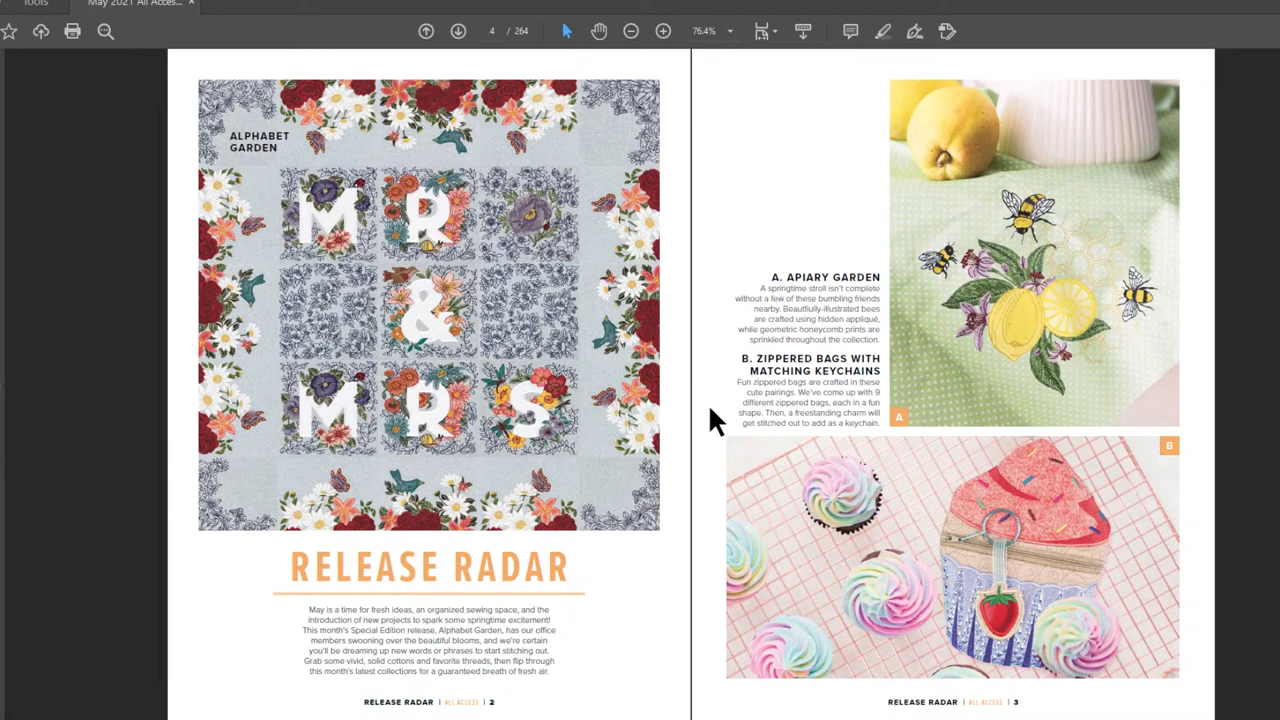 Tools
May 2021 All Acces... ×
4 / 264
76.4%
ALPHABET
GARDEN
M R
&
M R S
RELEASE RADAR
May is a time for fresh ideas, an organized sewing space, and the
introduction of new projects to spark some springtime excitement!
This month's Special Edition release, Alphabet Garden, has our office
members swooning over the beautiful blooms, and we're certain
you'll be dreaming up new words or phrases to start stitching out.
Grab some vivid, solid cottons and favorite threads, then flip through
this month's latest collections for a guaranteed breath of fresh air.
RELEASE RADAR | ALL ACCESS | 2
A. APIARY GARDEN
A springtime stroll isn't complete
without a few of these bumbling friends
nearby. Beautfully-illustrated bees
are crafted using hidden appliqué,
while geometric honeycomb prints are
sprinkled throughout the collection.
B. ZIPPERED BAGS WITH
MATCHING KEYCHAINS
Fun zippered bags are crafted in these
cute pairings. We've come up with 9
different zippered bags, each in a fun
shape. Then, a freestanding charm will
get stitched out to add as a keychain.
A
B
RELEASE RADAR | ALL ACCESS | 3